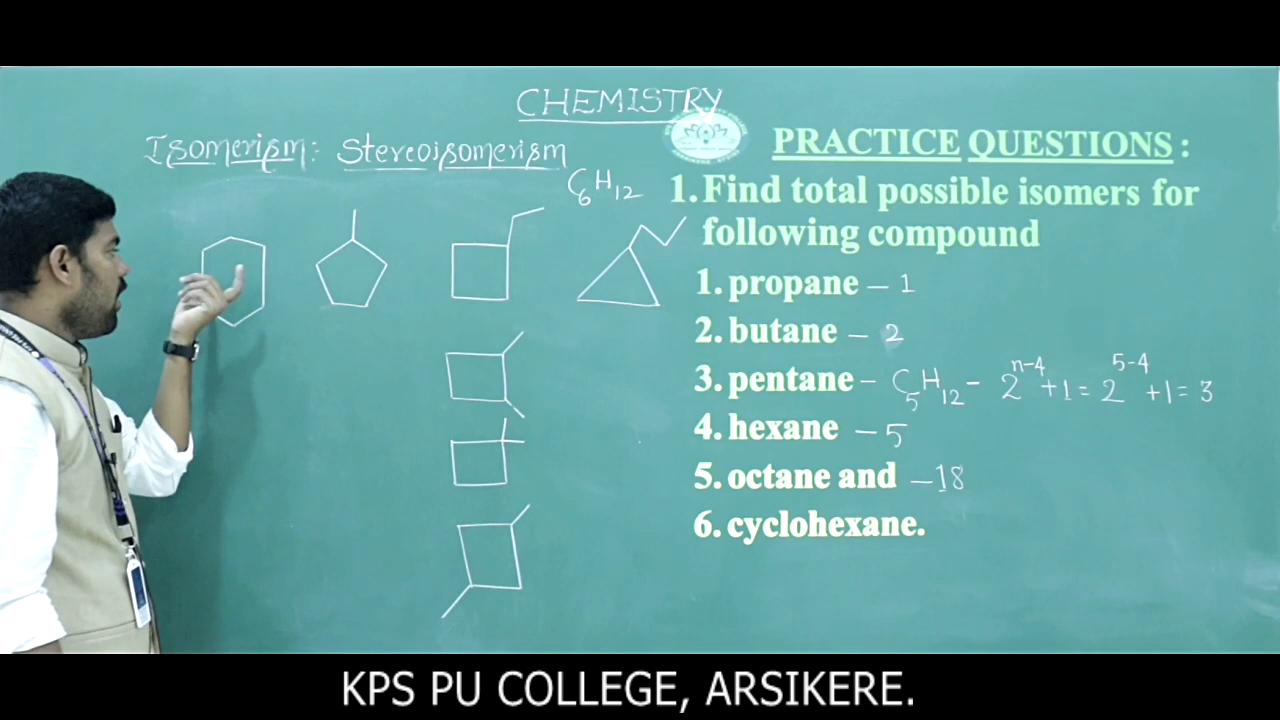 CHEMISTRY
Isomerism: Stereoisomerism
C6H12
PRACTICE QUESTIONS :
1. Find total possible isomers for
following compound
1. propane – 1
2. butane – 2
3. pentane – C5H12 – 2^n-4 + 1 = 2^5-4 + 1 = 3
4. hexane – 5
5. octane and – 18
6. cyclohexane.
KPS PU COLLEGE, ARSIKERE.